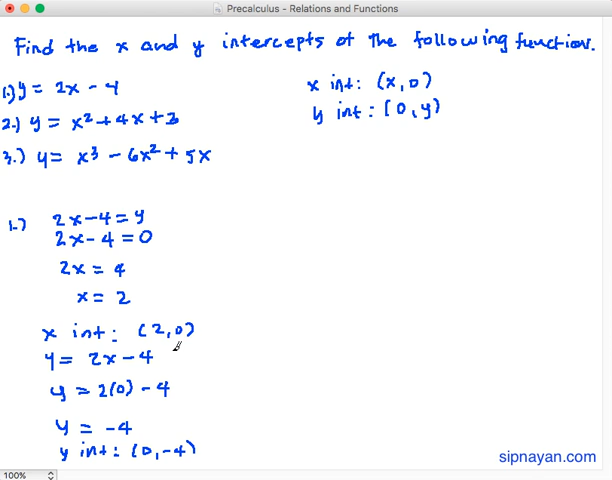 Precalculus - Relations and Functions
Find the x and y intercepts of the following function.
1.) y = 2x - 4
2.) y = x² + 4x + 3
3.) y = x³ - 6x² + 5x
x int: (x, 0)
y int: (0, y)
1.) 2x - 4 = y
2x - 4 = 0
2x = 4
x = 2
x int: (2, 0)
y = 2x - 4
y = 2(0) - 4
y = -4
y int: (0, -4)
sipnayan.com
100%